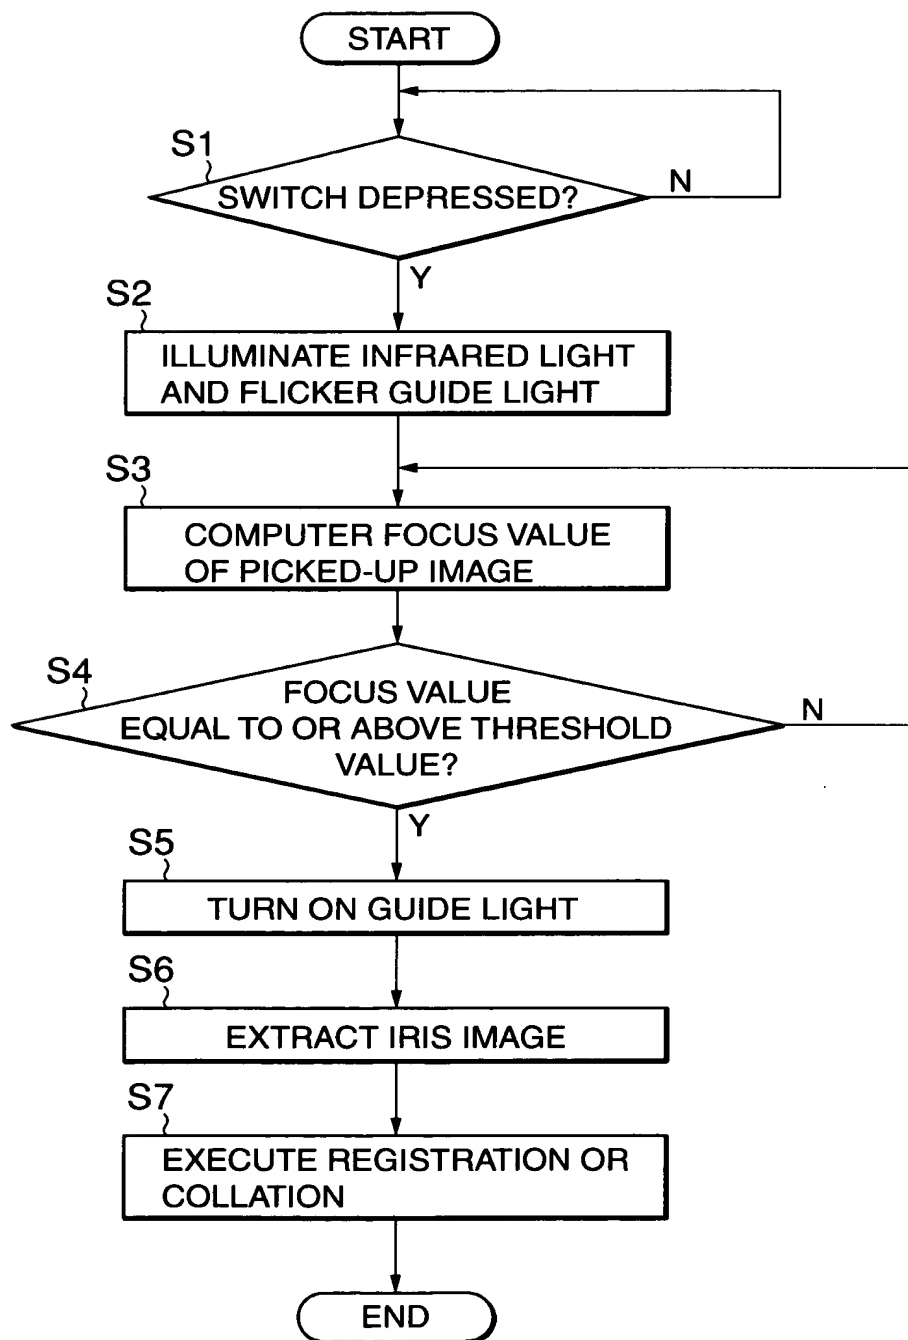 START
S1
SWITCH DEPRESSED?
N
Y
S2
ILLUMINATE INFRARED LIGHT
AND FLICKER GUIDE LIGHT
S3
COMPUTER FOCUS VALUE
OF PICKED-UP IMAGE
S4
FOCUS VALUE
EQUAL TO OR ABOVE THRESHOLD
VALUE?
N
Y
S5
TURN ON GUIDE LIGHT
S6
EXTRACT IRIS IMAGE
S7
EXECUTE REGISTRATION OR
COLLATION
END